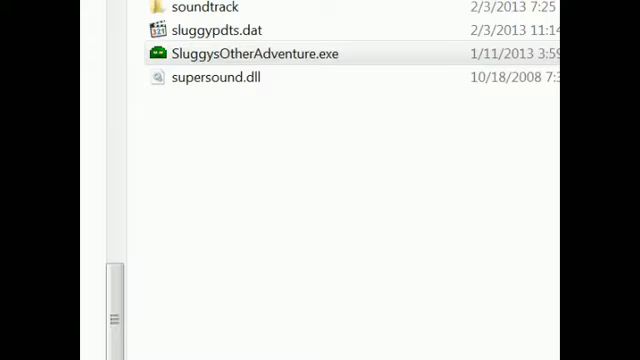 soundtrack 2/3/2013 7:25
sluggypdts.dat 2/3/2013 11:14
SluggysOtherAdventure.exe 1/11/2013 3:59
supersound.dll 10/18/2008 7:3